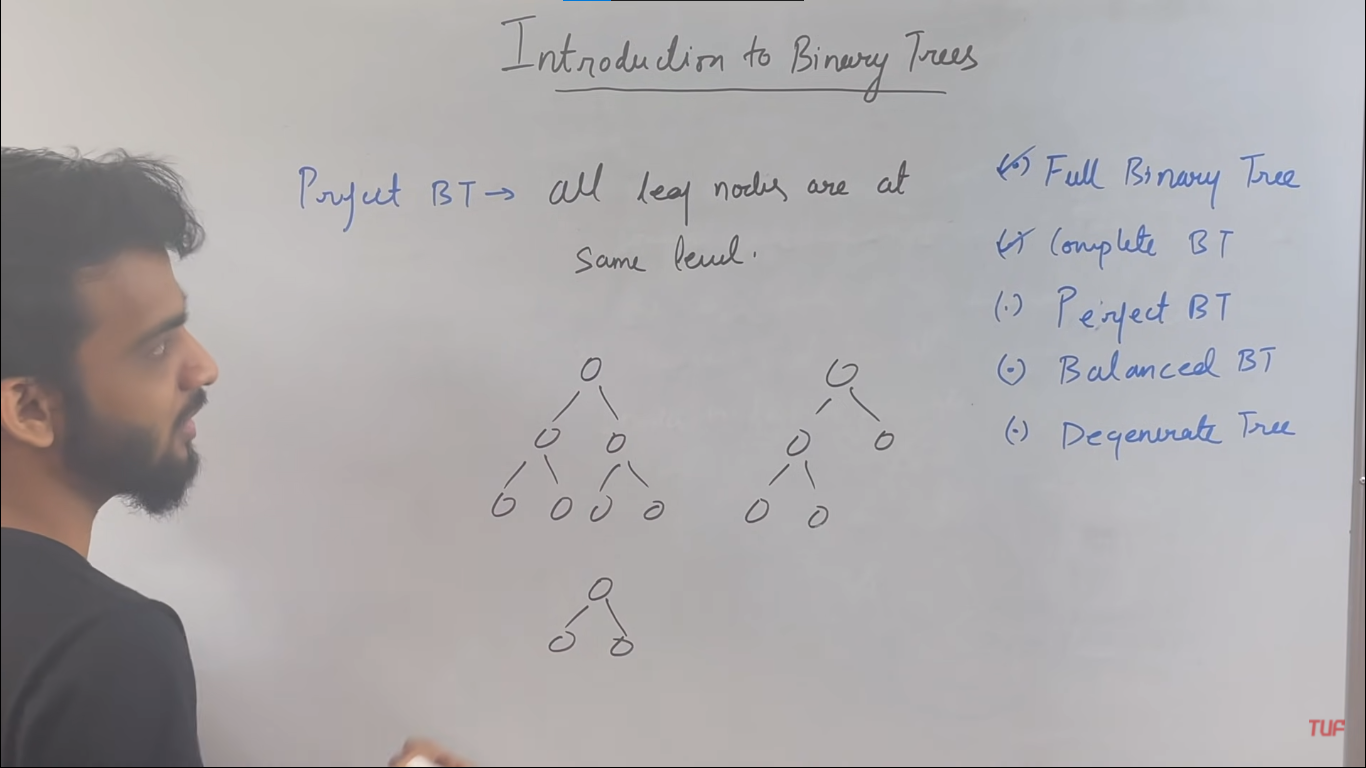 Introduction to Binary Trees
Perfect BT → all leaf nodes are at
same level.
(.) Full Binary Tree
(.) Complete BT
(.) Perfect BT
(.) Balanced BT
(.) Degenerate Tree
TUF